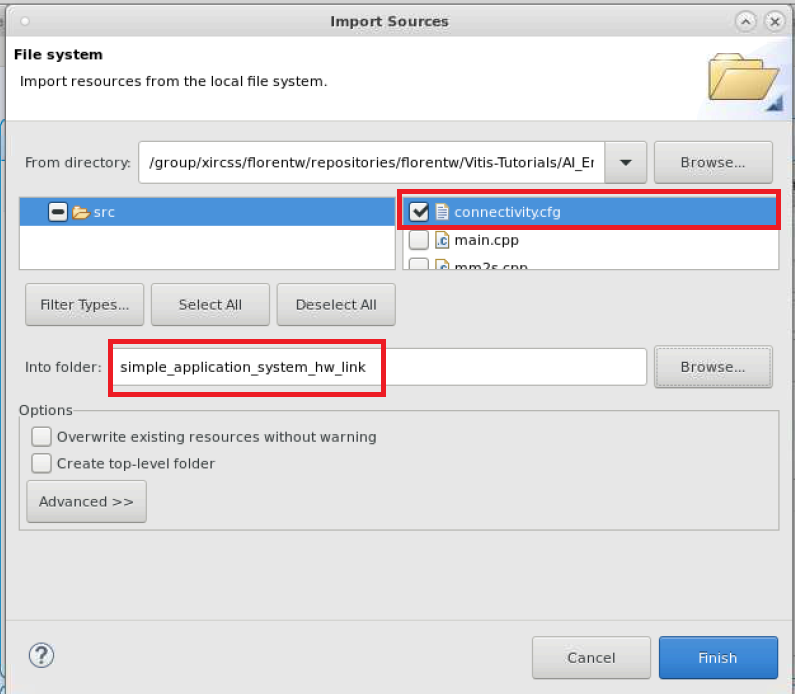 Import Sources
File system
Import resources from the local file system.
From directory: /group/xircss/florentw/repositories/florentw/Vitis-Tutorials/AI_Er Browse...
src
connectivity.cfg
main.cpp
mm2s.cpp
Filter Types... Select All Deselect All
Into folder: simple_application_system_hw_link Browse...
Options
Overwrite existing resources without warning
Create top-level folder
Advanced >>
Cancel Finish